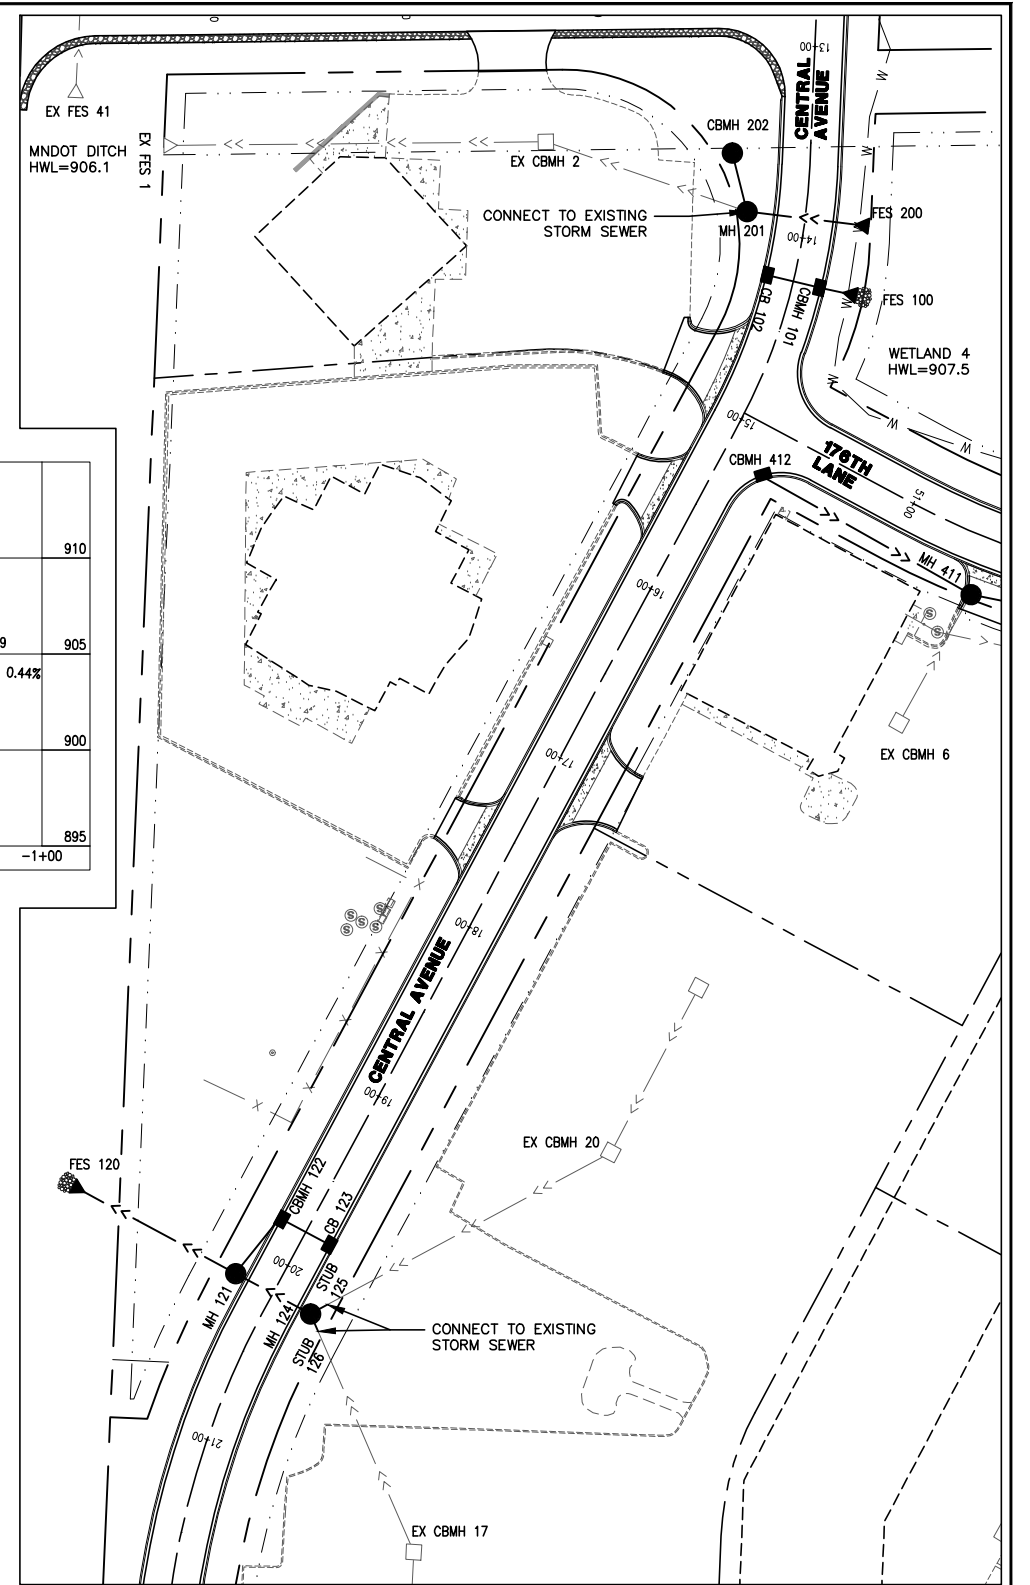 EX FES 41
MNDOT DITCH
HWL=906.1
EX FES 1
EX CBMH 2
CBMH 202
CONNECT TO EXISTING
STORM SEWER
MH 201
13+00
CENTRAL
AVENUE
W
W
14+00
FES 200
W
CB 102
CBMH 101
W
FES 100
W
WETLAND 4
HWL=907.5
W
W
W
15+00
176TH
LANE
CBMH 412
51+00
MH 411
S
S
16+00
EX CBMH 6
910
9
905
0.44%
900
895
-1+00
17+00
S
S
S
S
S
18+00
X
X
X
X
X
CENTRAL AVENUE
19+00
EX CBMH 20
FES 120
CBMH 122
CB 123
20+00
STUB
125
MH 121
MH 124
STUB
126
CONNECT TO EXISTING
STORM SEWER
21+00
EX CBMH 17